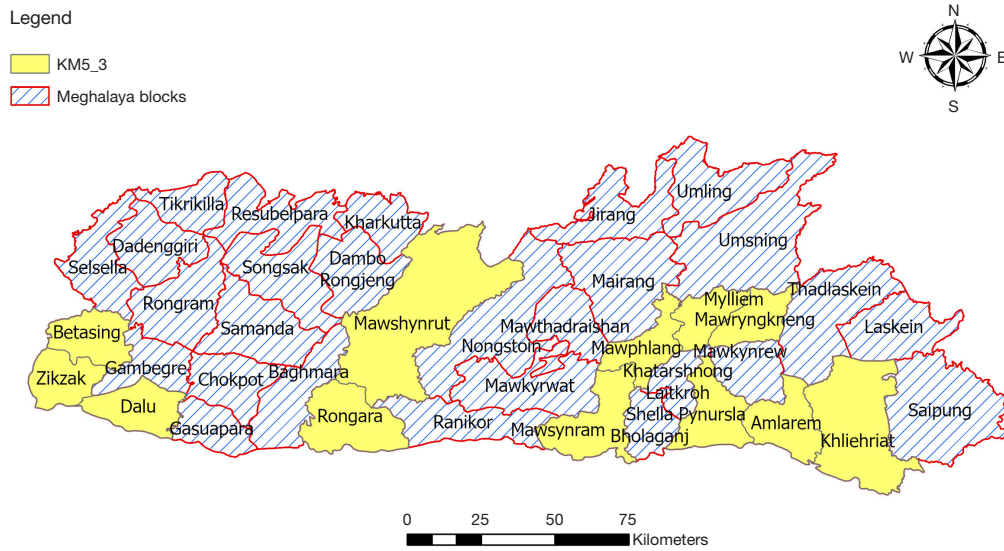 Legend
KM5_3
Meghalaya blocks
N
W E
S
Umling
Tikrikilla
Resubelpara
Jirang
Kharkutta
Umsning
Dadenggiri
Dambo
Selsella
Songsak
Rongjeng
Mairang
Thadlaskein
Rongram
Mylliem
Betasing
Samanda
Mawshynrut
Mawthadraishan
Mawryngkneng
Laskein
Nongstoin
Mawphlang
Mawkynrew
Gambegre
Baghmara
Khatarshnong
Zikzak
Chokpot
Mawkyrwat
Laitkroh
Dalu
Rongara
Ranikor
Shella
Pynursla
Saipung
Gasuapara
Mawsynram
Bholaganj
Amlarem
Khliehriat
0 25 50 75
Kilometers